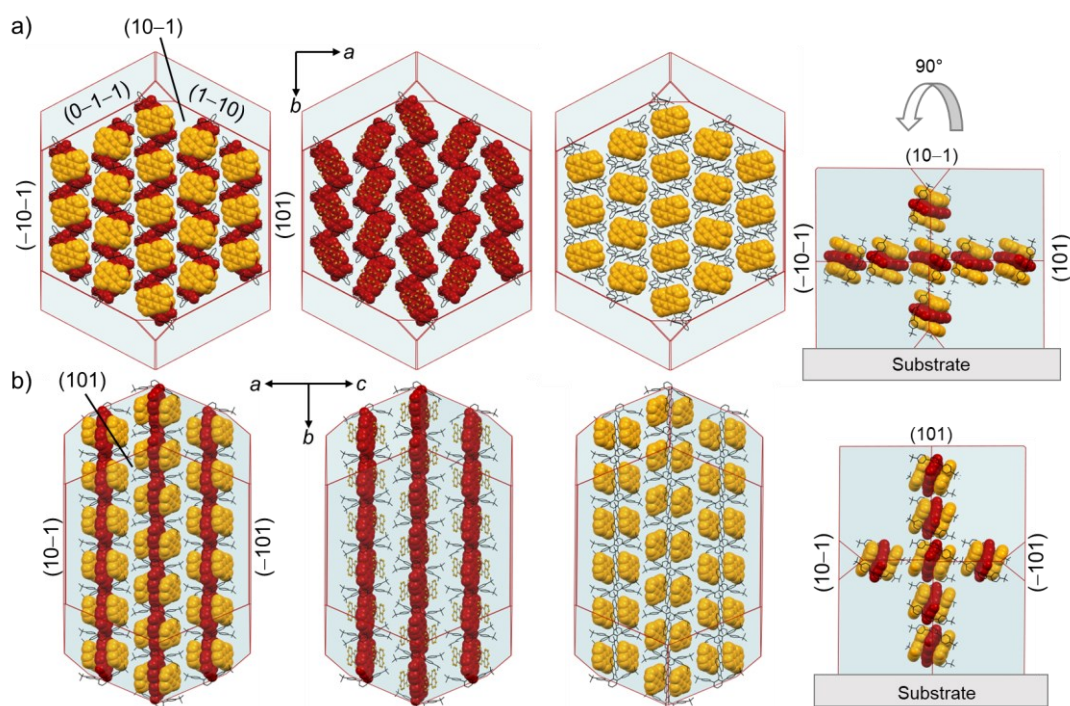 a)
(10–1)
(0–1–1)
(1–10)
(–10–1)
(101)
a
b
90°
(10–1)
(–10–1)
(101)
Substrate
b)
(101)
(10–1)
(–101)
a
c
b
(101)
(10–1)
(–101)
Substrate